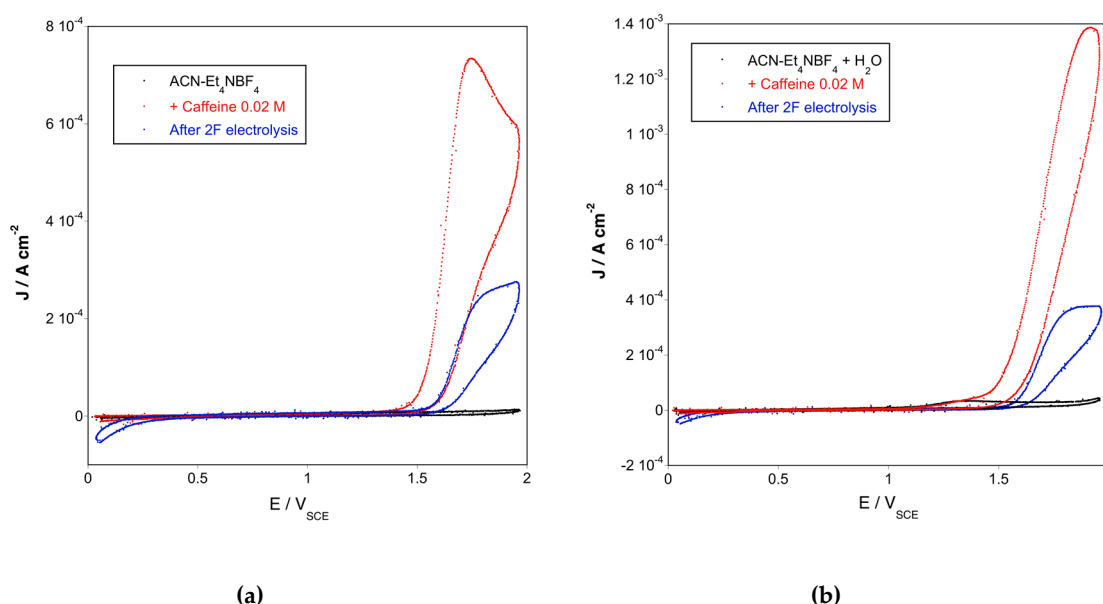 8 10⁻⁴
6 10⁻⁴
4 10⁻⁴
2 10⁻⁴
0
J / A cm⁻²
ACN-Et₄NBF₄
+ Caffeine 0.02 M
After 2F electrolysis
0 0.5 1 1.5 2
E / V_SCE
(a)
1.4 10⁻³
1.2 10⁻³
1 10⁻³
8 10⁻⁴
6 10⁻⁴
4 10⁻⁴
2 10⁻⁴
0
-2 10⁻⁴
J / A cm⁻²
ACN-Et₄NBF₄ + H₂O
+ Caffeine 0.02 M
After 2F electrolysis
0 0.5 1 1.5
E / V_SCE
(b)